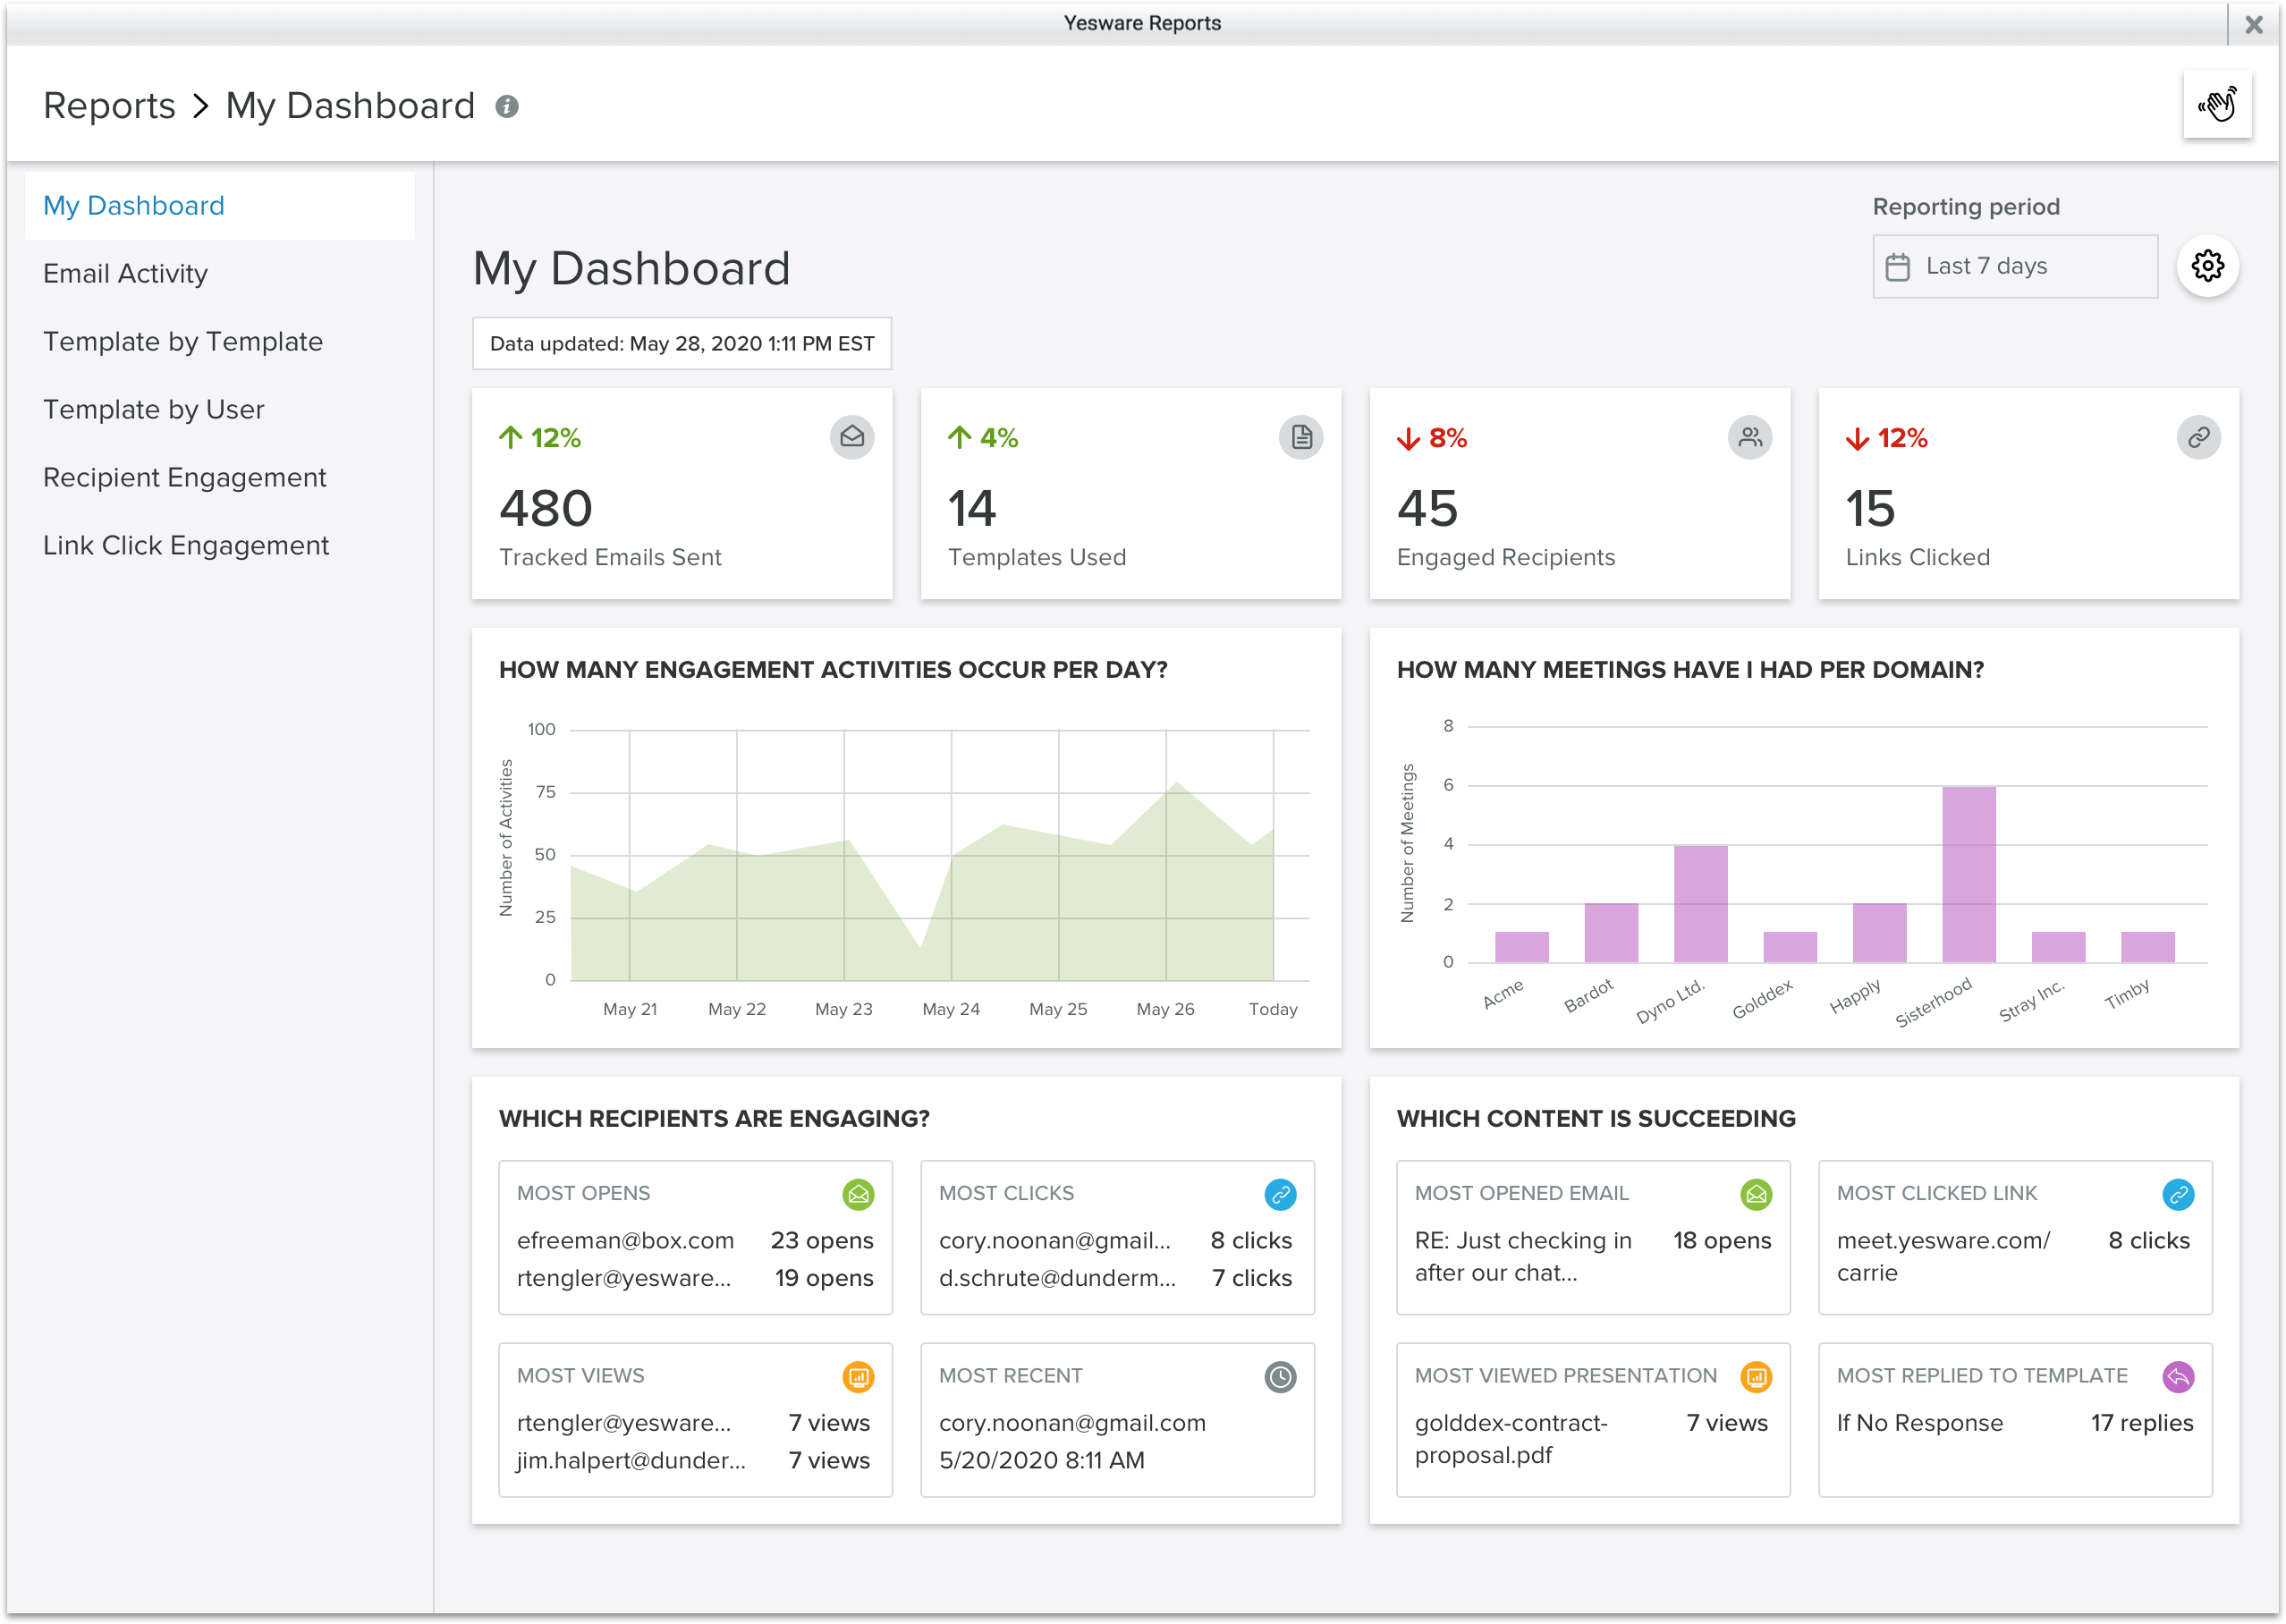 Yesware Reports
Reports > My Dashboard
My Dashboard
Email Activity
Template by Template
Template by User
Recipient Engagement
Link Click Engagement
Reporting period
Last 7 days
My Dashboard
Data updated: May 28, 2020 1:11 PM EST
12%
480
Tracked Emails Sent
4%
14
Templates Used
8%
45
Engaged Recipients
12%
15
Links Clicked
HOW MANY ENGAGEMENT ACTIVITIES OCCUR PER DAY?
Number of Activities
100
75
50
25
0
May 21 May 22 May 23 May 24 May 25 May 26 Today
HOW MANY MEETINGS HAVE I HAD PER DOMAIN?
Number of Meetings
8
6
4
2
0
Acme Bardot Dyno Ltd. Golddex Happly Sisterhood Stray Inc. Timby
WHICH RECIPIENTS ARE ENGAGING?
MOST OPENS
efreeman@box.com 23 opens
rtengler@yesware... 19 opens
MOST CLICKS
cory.noonan@gmail... 8 clicks
d.schrute@dunderm... 7 clicks
MOST VIEWS
rtengler@yesware... 7 views
jim.halpert@dunder... 7 views
MOST RECENT
cory.noonan@gmail.com
5/20/2020 8:11 AM
WHICH CONTENT IS SUCCEEDING
MOST OPENED EMAIL
RE: Just checking in 18 opens
after our chat...
MOST CLICKED LINK
meet.yesware.com/ 8 clicks
carrie
MOST VIEWED PRESENTATION
golddex-contract- 7 views
proposal.pdf
MOST REPLIED TO TEMPLATE
If No Response 17 replies